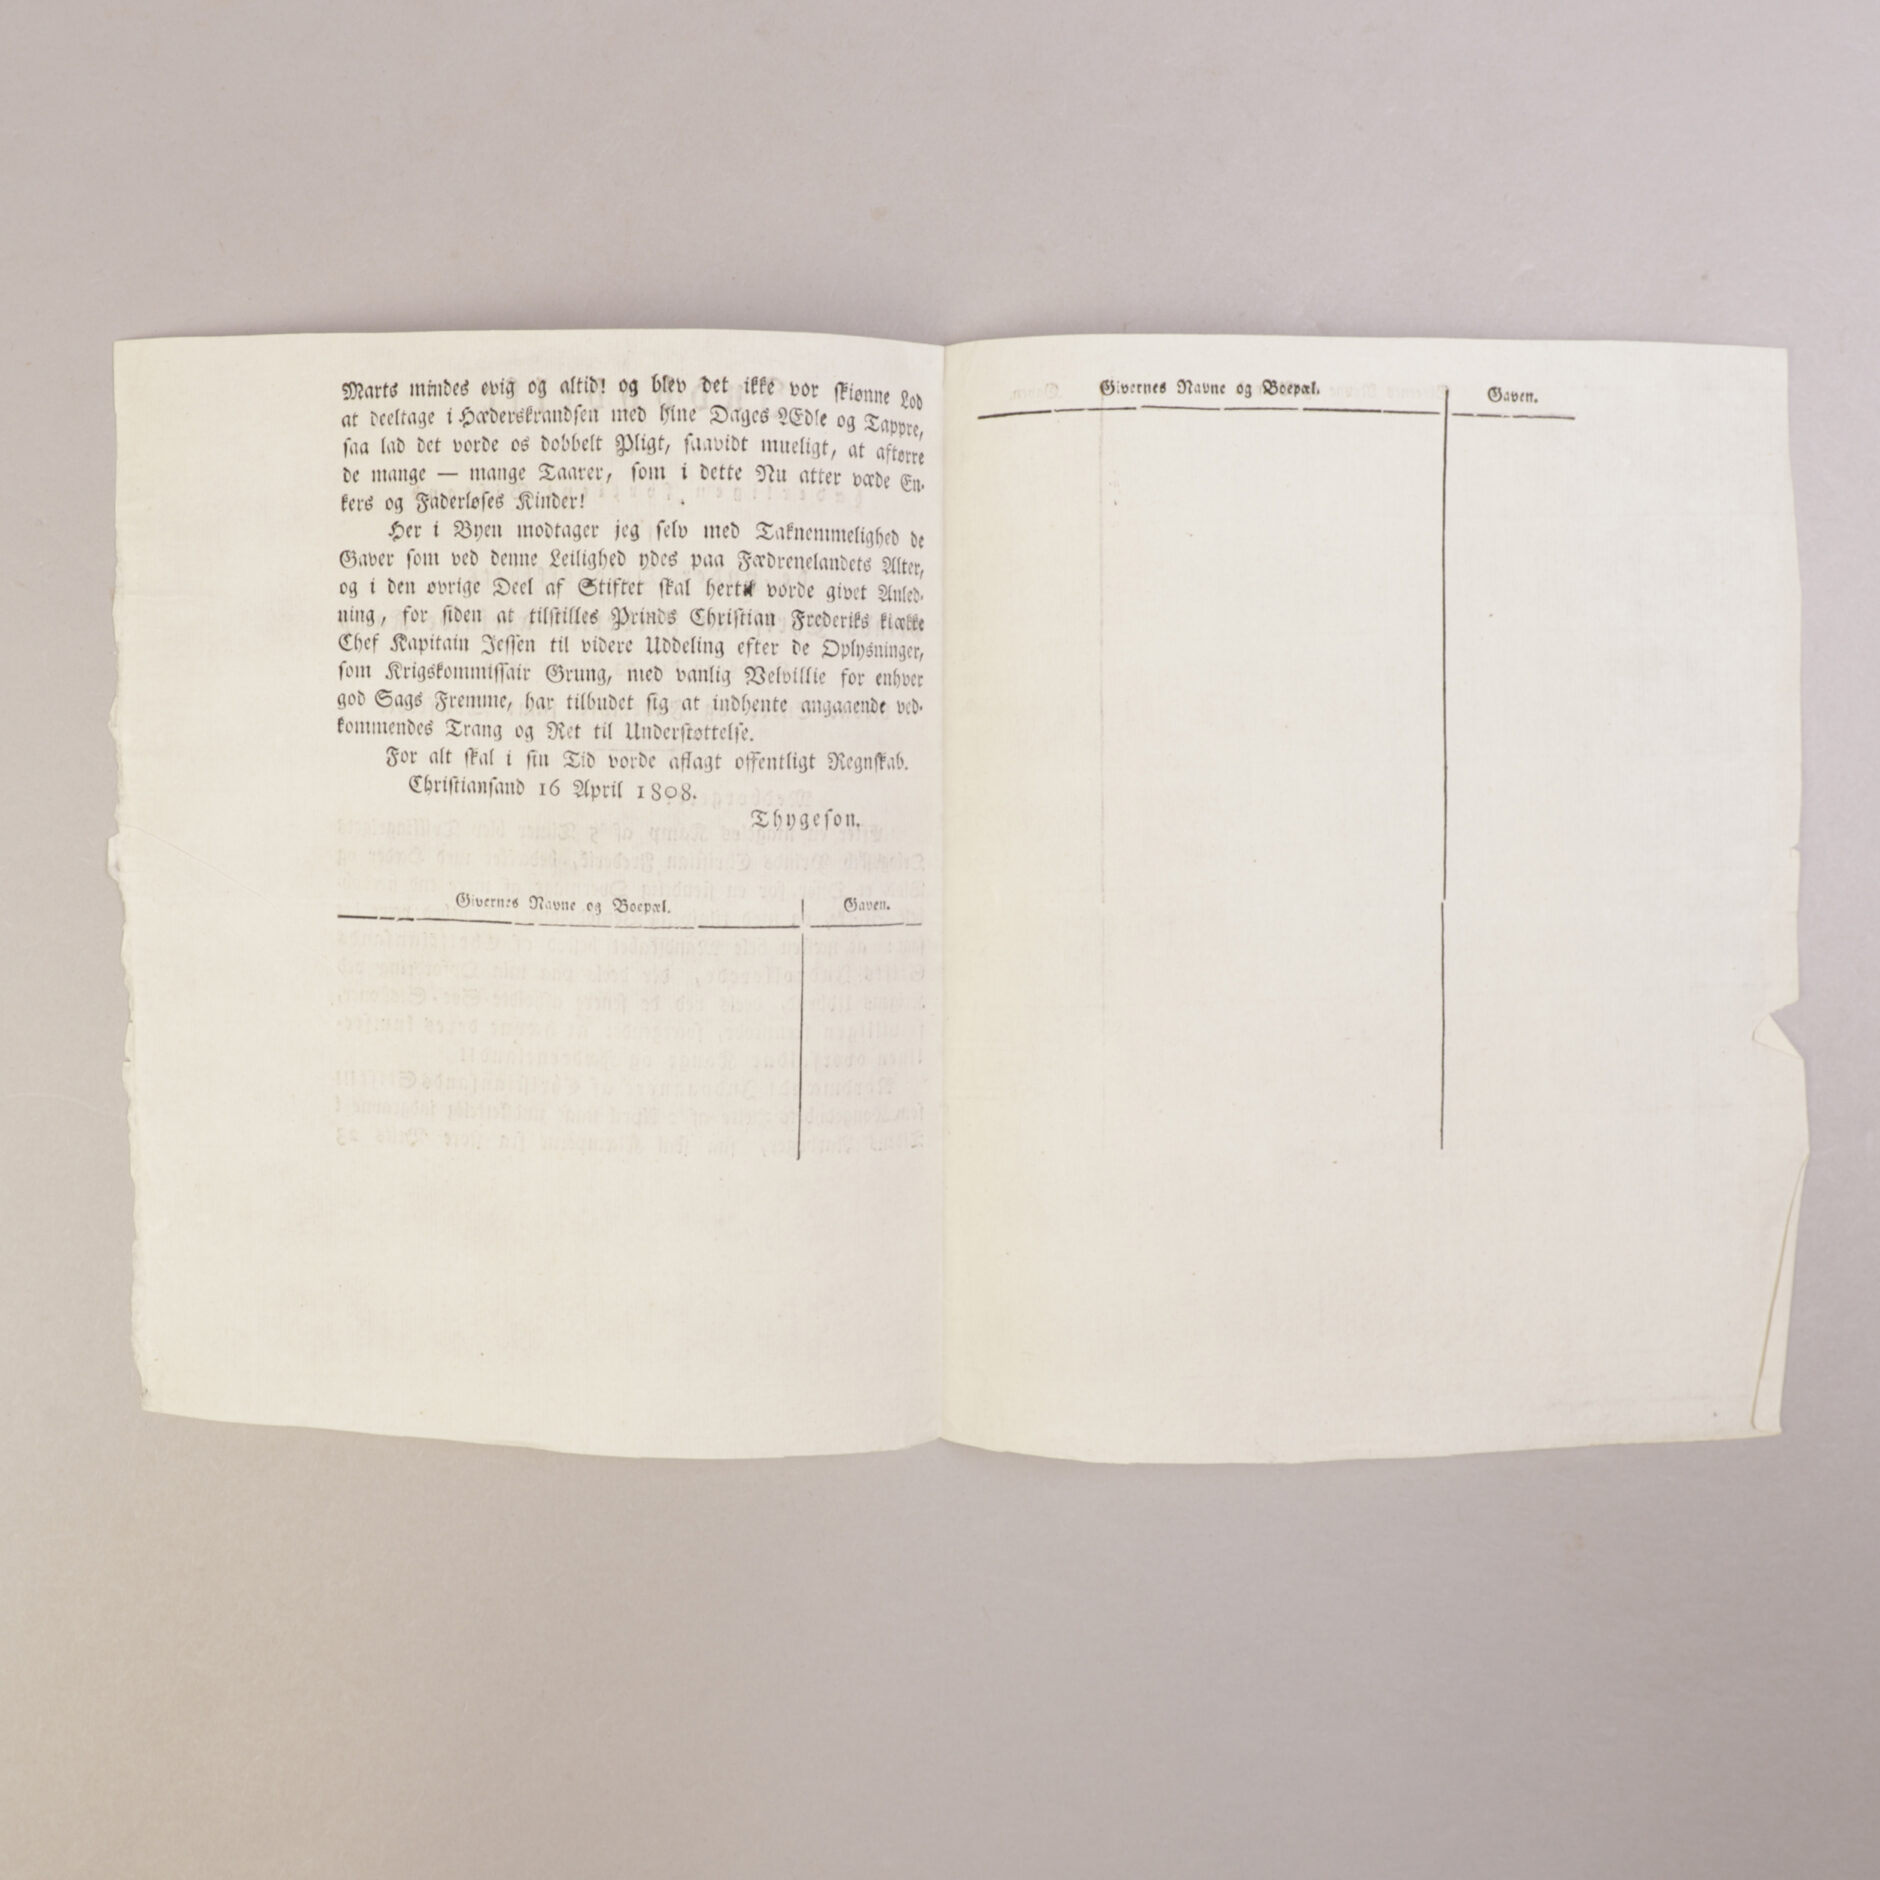 Marts mindes evig og altid! og blev det ikke vor skiønne Lod
at deeltage i Hæderskrandsen med hine Dages Ædle og Tappre,
saa lad det vorde os dobbelt Pligt, saavidt mueligt, at aftørre
de mange — mange Taarer, som i dette Nu atter væde En-
kers og Faderløses Kinder!
Her i Byen modtager jeg selv med Taknemmelighed de
Gaver som ved denne Leilighed ydes paa Fædrenelandets Alter,
og i den øvrige Deel af Stiftet skal hertil vorde givet Anled-
ning, for siden at tilstilles Prinds Christian Frederiks kiække
Chef Kapitain Jessen til videre Uddeling efter de Oplysninger,
som Krigskommissair Grung, med vanlig Velvillie for enhver
god Sags Fremme, har tilbudet sig at indhente angaaende ved-
kommendes Trang og Ret til Understøttelse.
For alt skal i sin Tid vorde aflagt offentligt Regnskab.
Christiansand 16 April 1808.
Thygeson.
Givernes Navne og Boepæl.
Gaven.
Givernes Navne og Boepæl.
Gaven.